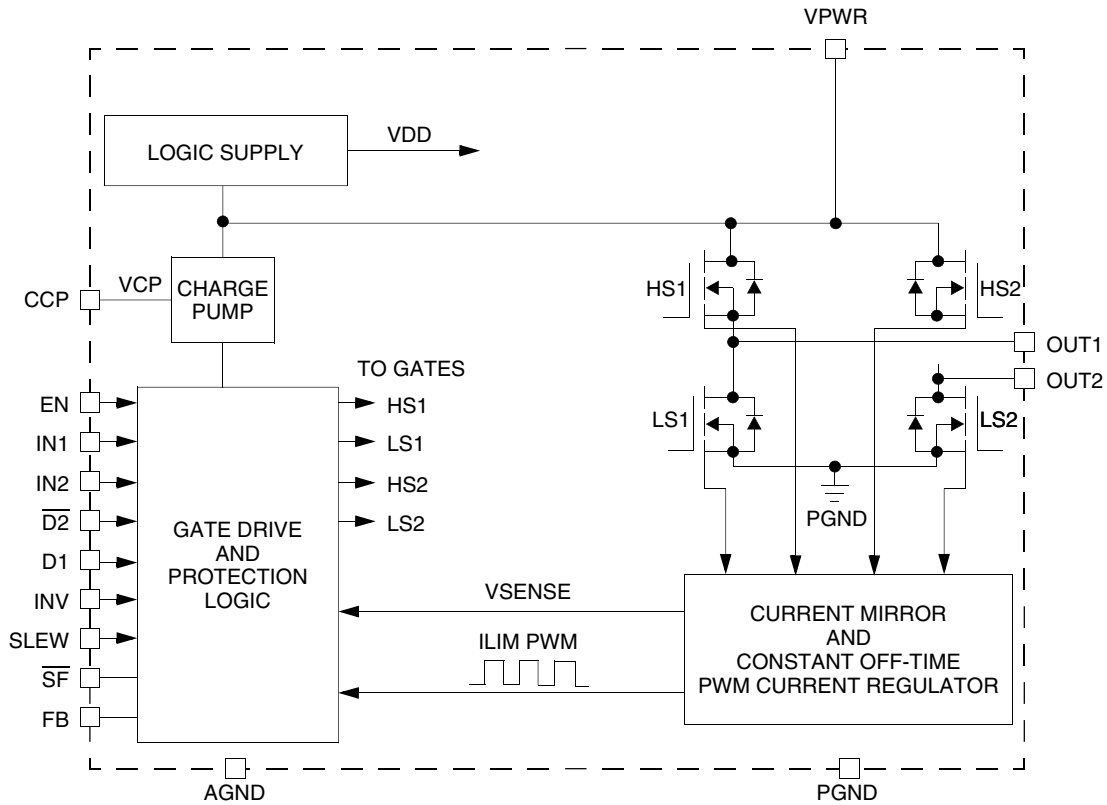 VPWR
LOGIC SUPPLY
VDD
CCP
VCP
CHARGE
PUMP
HS1
HS2
OUT1
OUT2
TO GATES
EN
HS1
IN1
LS1
IN2
HS2
D2
LS2
D1
INV
SLEW
SF
FB
GATE DRIVE
AND
PROTECTION
LOGIC
LS1
LS2
PGND
VSENSE
ILIM PWM
CURRENT MIRROR
AND
CONSTANT OFF-TIME
PWM CURRENT REGULATOR
AGND
PGND